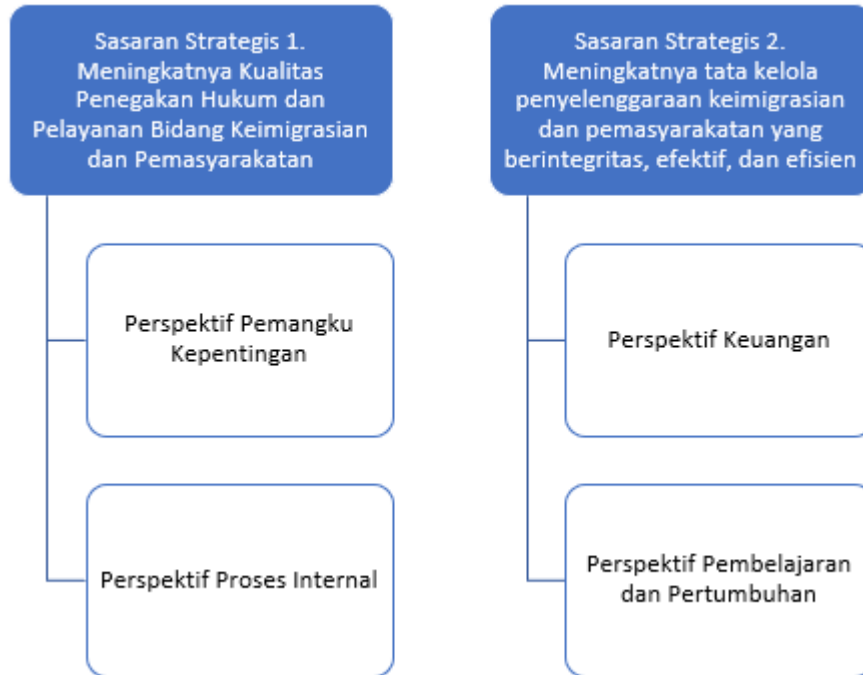 Sasaran Strategis 1.
Meningkatnya Kualitas
Penegakan Hukum dan
Pelayanan Bidang Keimigrasian
dan Pemasyarakatan
Perspektif Pemangku
Kepentingan
Perspektif Proses Internal
Sasaran Strategis 2.
Meningkatnya tata kelola
penyelenggaraan keimigrasian
dan pemasyarakatan yang
berintegritas, efektif, dan efisien
Perspektif Keuangan
Perspektif Pembelajaran
dan Pertumbuhan